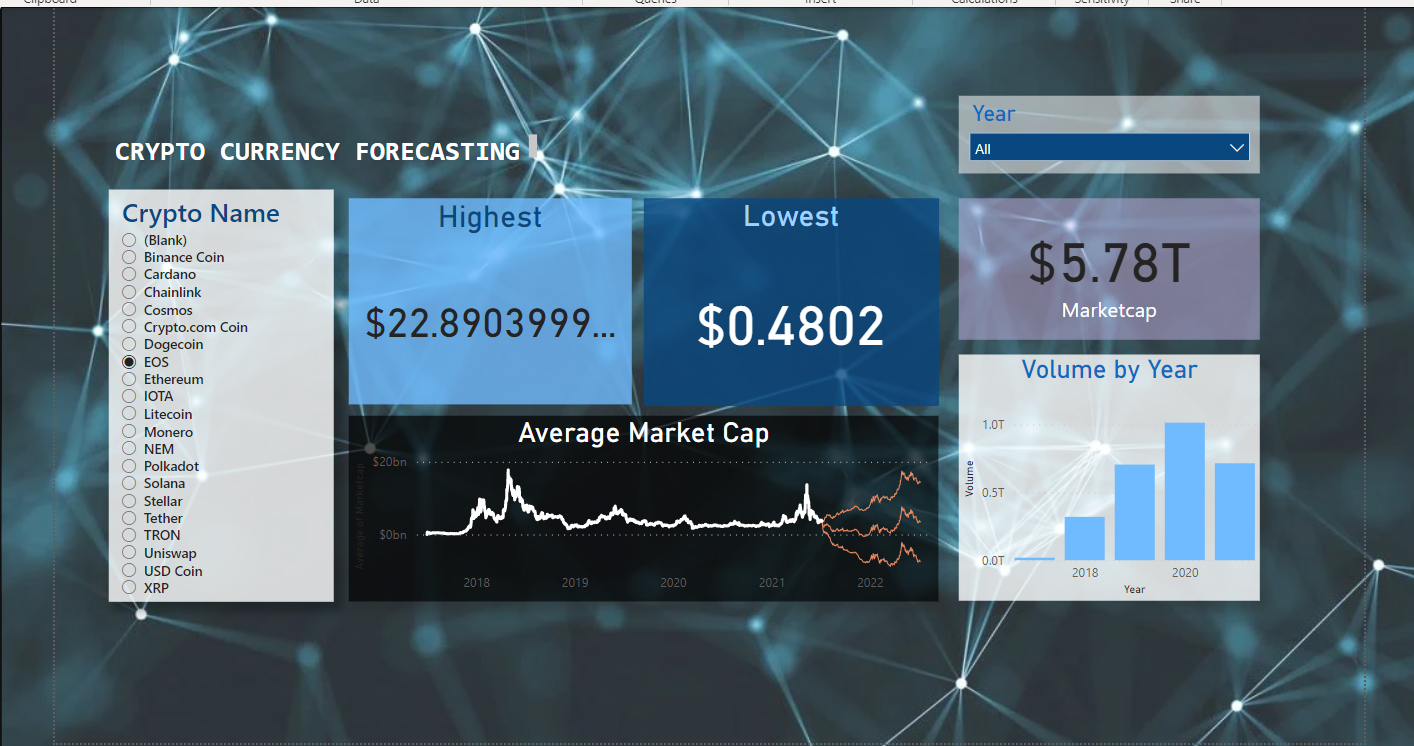 Clipboard
Data
Queries
Insert
Calculations
Sensitivity
Share
CRYPTO CURRENCY FORECASTING
Year
All
Crypto Name
(Blank)
Binance Coin
Cardano
Chainlink
Cosmos
Crypto.com Coin
Dogecoin
EOS
Ethereum
IOTA
Litecoin
Monero
NEM
Polkadot
Solana
Stellar
Tether
TRON
Uniswap
USD Coin
XRP
Highest
$22.8903999...
Lowest
$0.4802
$5.78T
Marketcap
Average Market Cap
Average of Marketcap
$20bn
$0bn
2018 2019 2020 2021 2022
Volume by Year
Volume
1.0T
0.5T
0.0T
2018 2020
Year